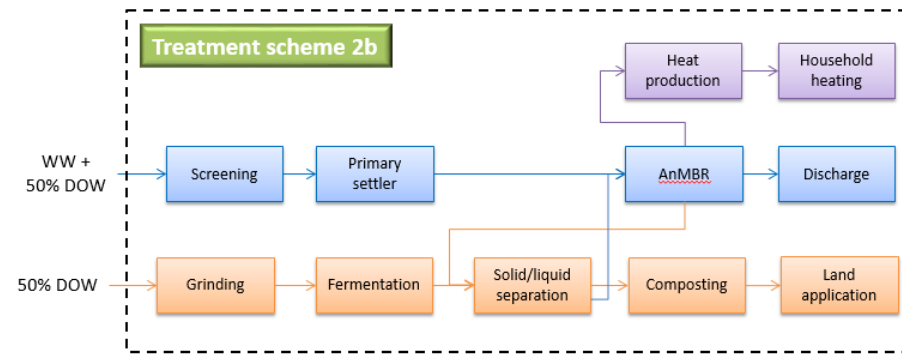 Treatment scheme 2b
Heat
production
Household
heating
WW +
50% DOW
Screening
Primary
settler
AnMBR
Discharge
50% DOW
Grinding
Fermentation
Solid/liquid
separation
Composting
Land
application